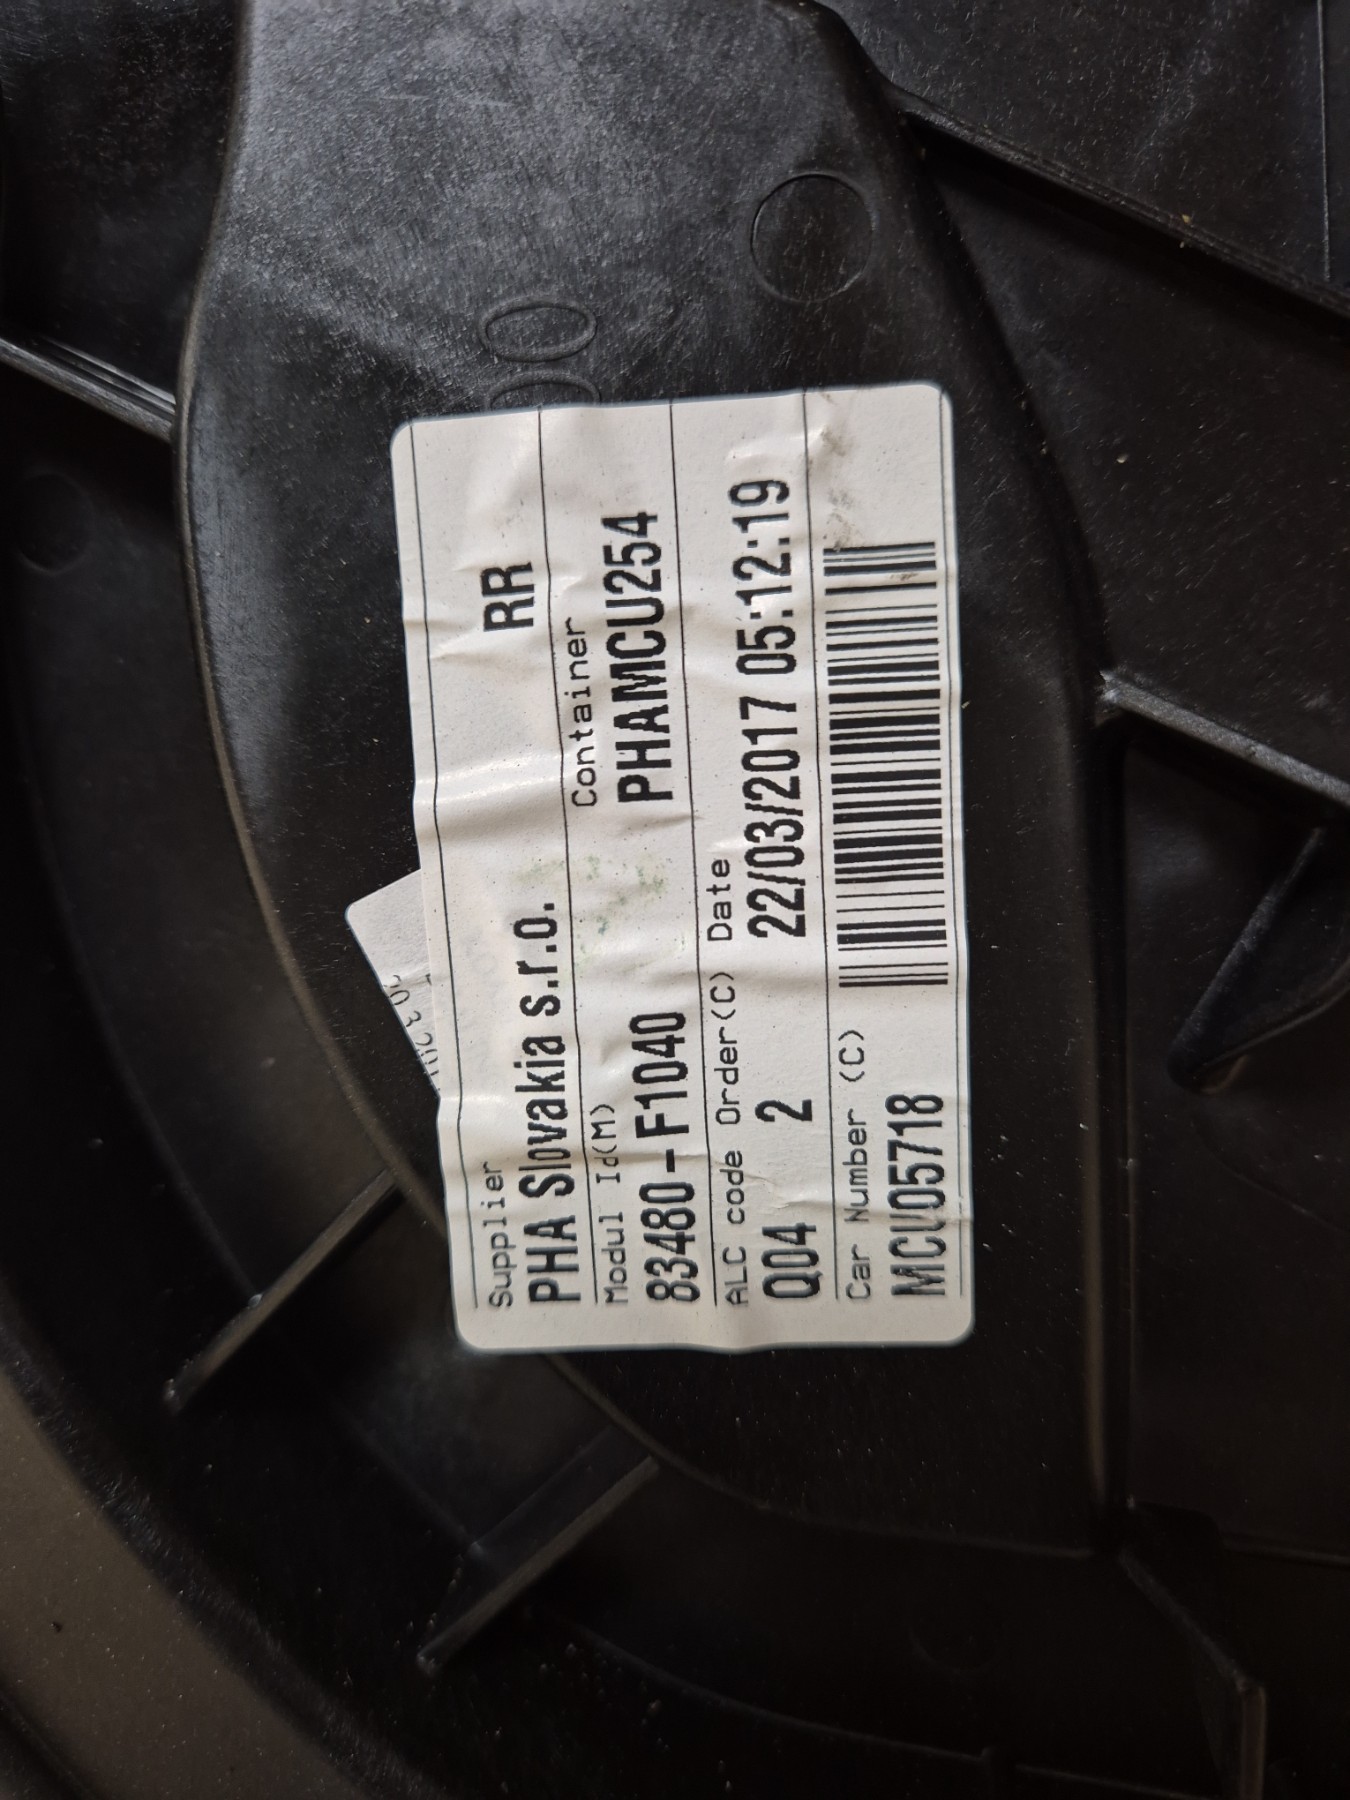 Supplier
PHA Slovakia s.r.o. RR
Modul Id(M) Container
83480-F1040 PHAMCU254
ALC code Order(C) Date
Q04 2 22/03/2017 05:12:19
Car Number (C)
MCU05718